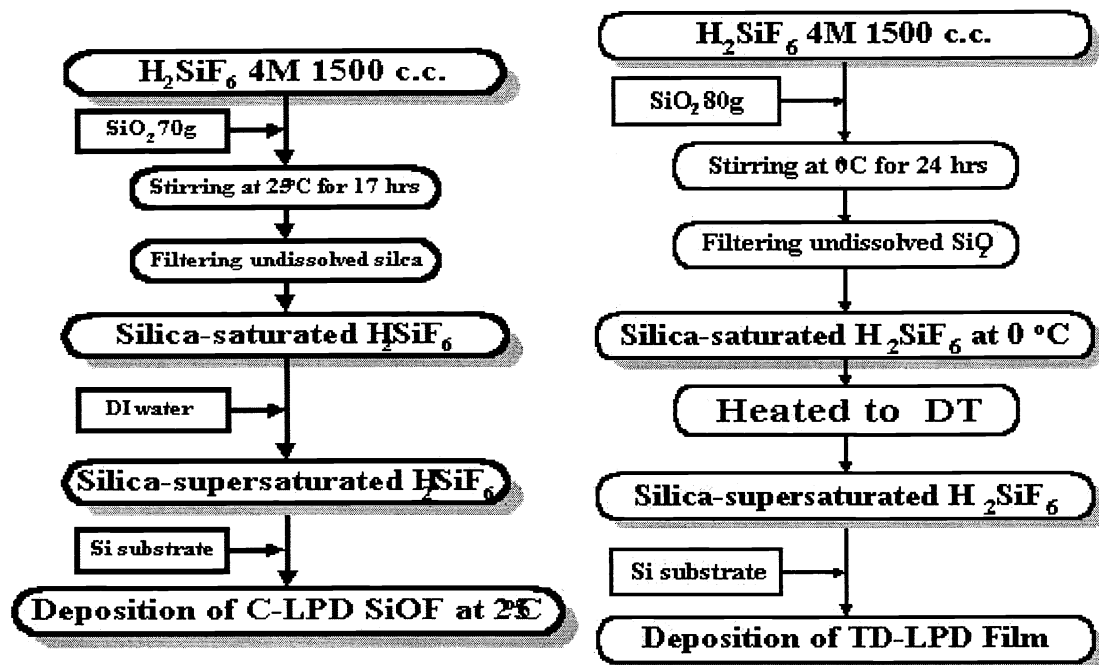 H₂SiF₆ 4M 1500 c.c.
SiO₂ 70g
Stirring at 25°C for 17 hrs
Filtering undissolved silca
Silica-saturated H₂SiF₆
DI water
Silica-supersaturated H₂SiF₆
Si substrate
Deposition of C-LPD SiOF at 25°C
H₂SiF₆ 4M 1500 c.c.
SiO₂ 80g
Stirring at 0°C for 24 hrs
Filtering undissolved SiO₂
Silica-saturated H₂SiF₆ at 0 °C
Heated to DT
Silica-supersaturated H₂SiF₆
Si substrate
Deposition of TD-LPD Film